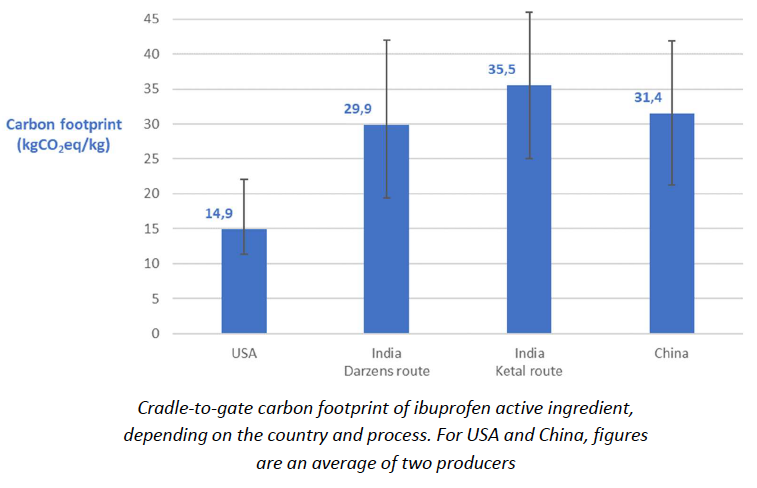 45
40
35
30
25
20
15
10
5
0
Carbon footprint
(kgCO₂eq/kg)
14,9
29,9
35,5
31,4
USA
India
Darzens route
India
Ketal route
China
Cradle-to-gate carbon footprint of ibuprofen active ingredient,
depending on the country and process. For USA and China, figures
are an average of two producers